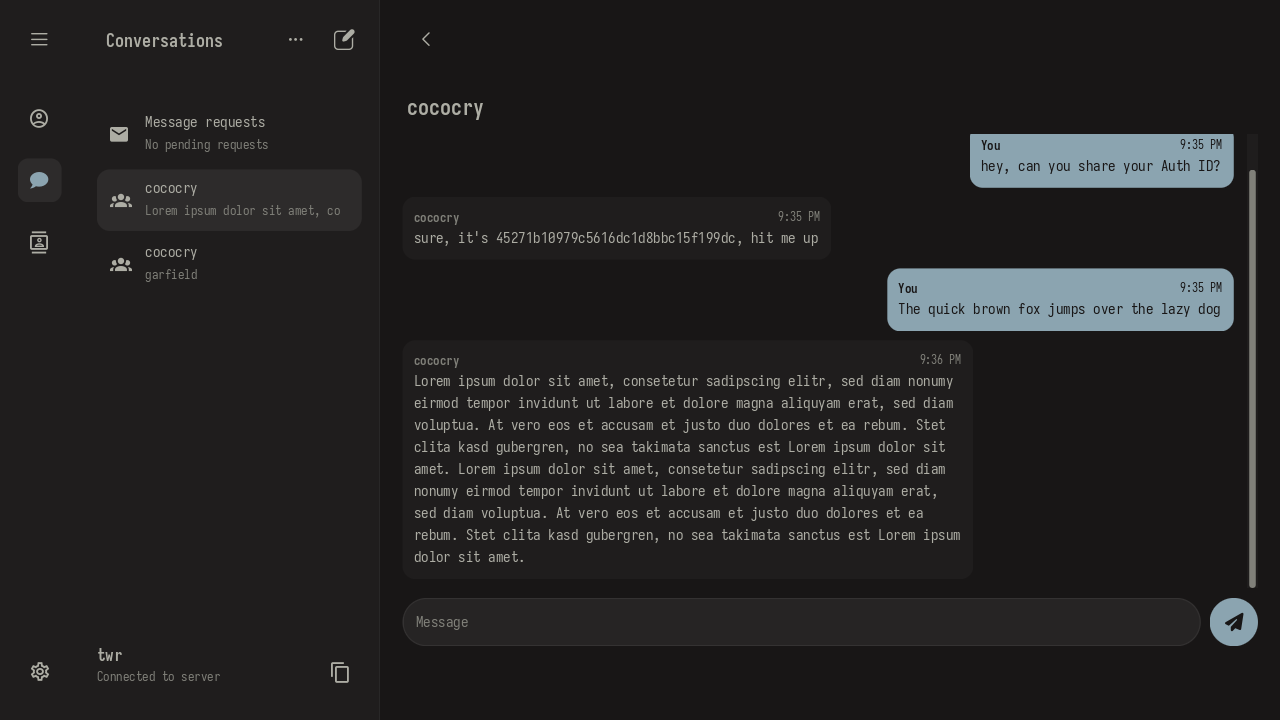 Conversations
Message requests
No pending requests
cococry
Lorem ipsum dolor sit amet, co
cococry
garfield
twr
Connected to server
cococry
You 9:35 PM
hey, can you share your Auth ID?
cococry 9:35 PM
sure, it's 45271b10979c5616dc1d8bbc15f199dc, hit me up
You 9:35 PM
The quick brown fox jumps over the lazy dog
cococry 9:36 PM
Lorem ipsum dolor sit amet, consetetur sadipscing elitr, sed diam nonumy
eirmod tempor invidunt ut labore et dolore magna aliquyam erat, sed diam
voluptua. At vero eos et accusam et justo duo dolores et ea rebum. Stet
clita kasd gubergren, no sea takimata sanctus est Lorem ipsum dolor sit
amet. Lorem ipsum dolor sit amet, consetetur sadipscing elitr, sed diam
nonumy eirmod tempor invidunt ut labore et dolore magna aliquyam erat,
sed diam voluptua. At vero eos et accusam et justo duo dolores et ea
rebum. Stet clita kasd gubergren, no sea takimata sanctus est Lorem ipsum
dolor sit amet.
Message